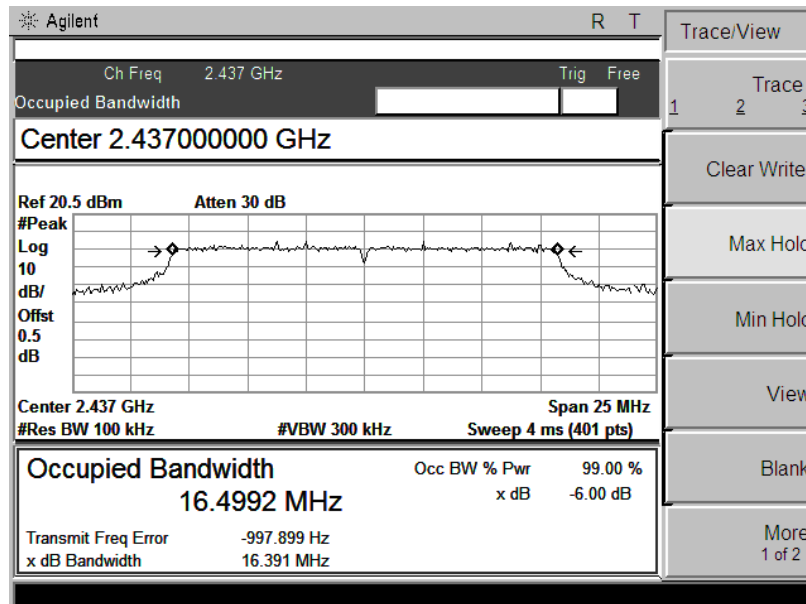 Agilent R T
Trace/View
Ch Freq 2.437 GHz Trig Free
Occupied Bandwidth
Trace
1 2 3
Center 2.437000000 GHz
Clear Write
Ref 20.5 dBm Atten 30 dB
#Peak
Log
10
dB/
Offst
0.5
dB
Max Hold
Min Hold
Center 2.437 GHz Span 25 MHz
#Res BW 100 kHz #VBW 300 kHz Sweep 4 ms (401 pts)
View
Occupied Bandwidth Occ BW % Pwr 99.00 %
16.4992 MHz x dB -6.00 dB
Blank
Transmit Freq Error -997.899 Hz
x dB Bandwidth 16.391 MHz
More
1 of 2